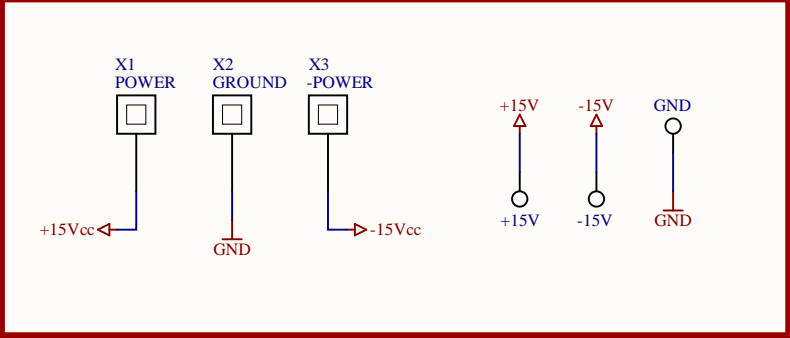 X1
POWER
X2
GROUND
X3
-POWER
+15Vcc
GND
-15Vcc
+15V
-15V
GND
+15V
-15V
GND